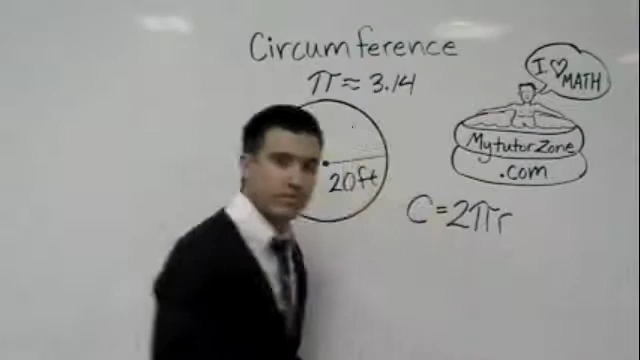 Circumference
π ≈ 3.14
I ♡
MATH
MytutorZone
.com
20ft
C=2πr